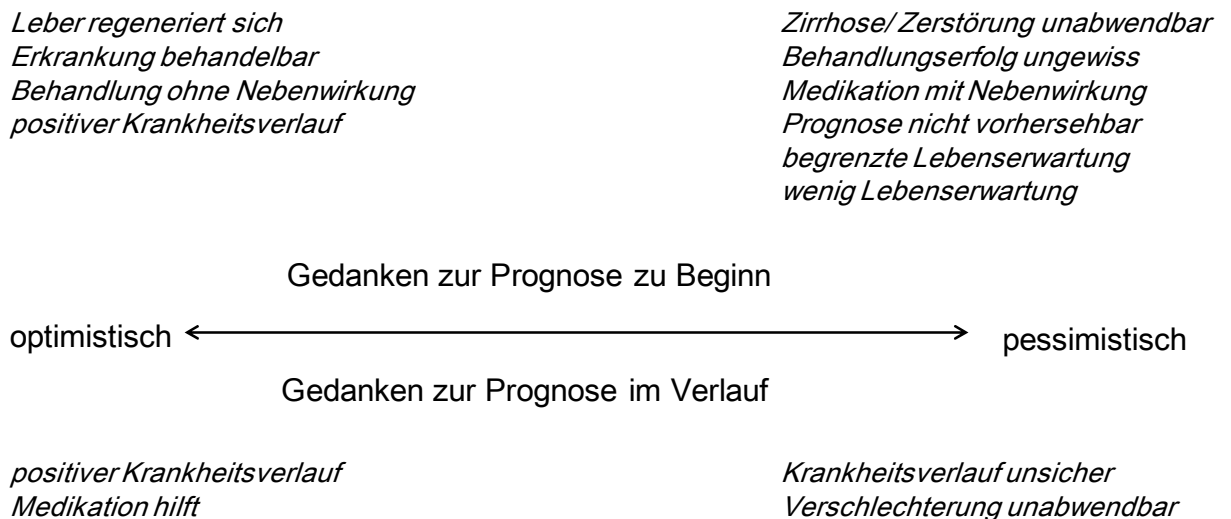 Leber regeneriert sich
Erkrankung behandelbar
Behandlung ohne Nebenwirkung
positiver Krankheitsverlauf
Zirrhose/ Zerstörung unabwendbar
Behandlungserfolg ungewiss
Medikation mit Nebenwirkung
Prognose nicht vorhersehbar
begrenzte Lebenserwartung
wenig Lebenserwartung
Gedanken zur Prognose zu Beginn
optimistisch
pessimistisch
Gedanken zur Prognose im Verlauf
positiver Krankheitsverlauf
Medikation hilft
Krankheitsverlauf unsicher
Verschlechterung unabwendbar